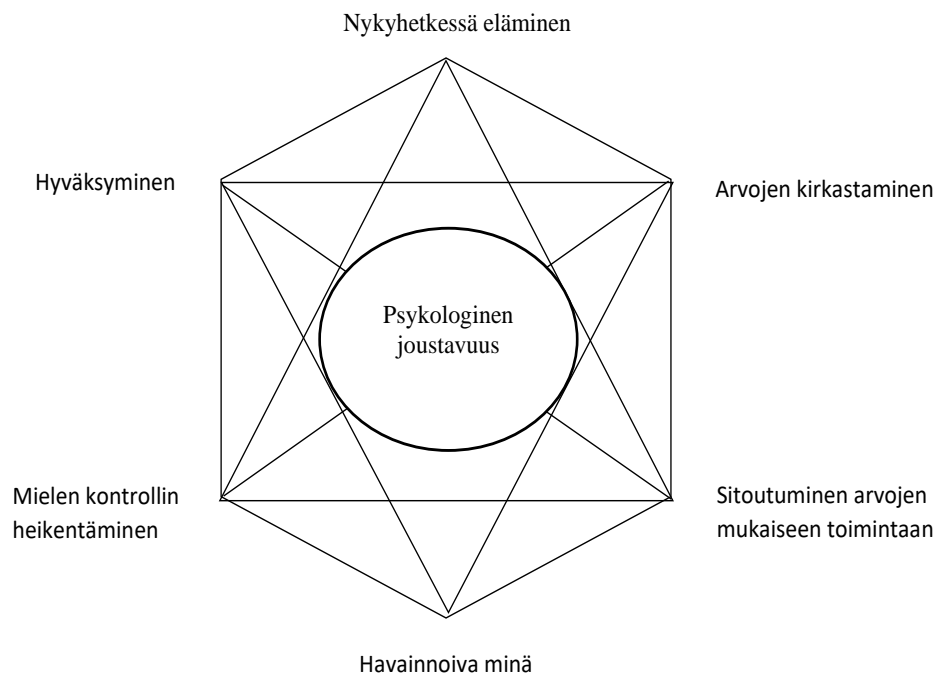 Nykyhetkessä eläminen
Hyväksyminen
Arvojen kirkastaminen
Psykologinen
joustavuus
Mielen kontrollin
heikentäminen
Sitoutuminen arvojen
mukaiseen toimintaan
Havainnoiva minä